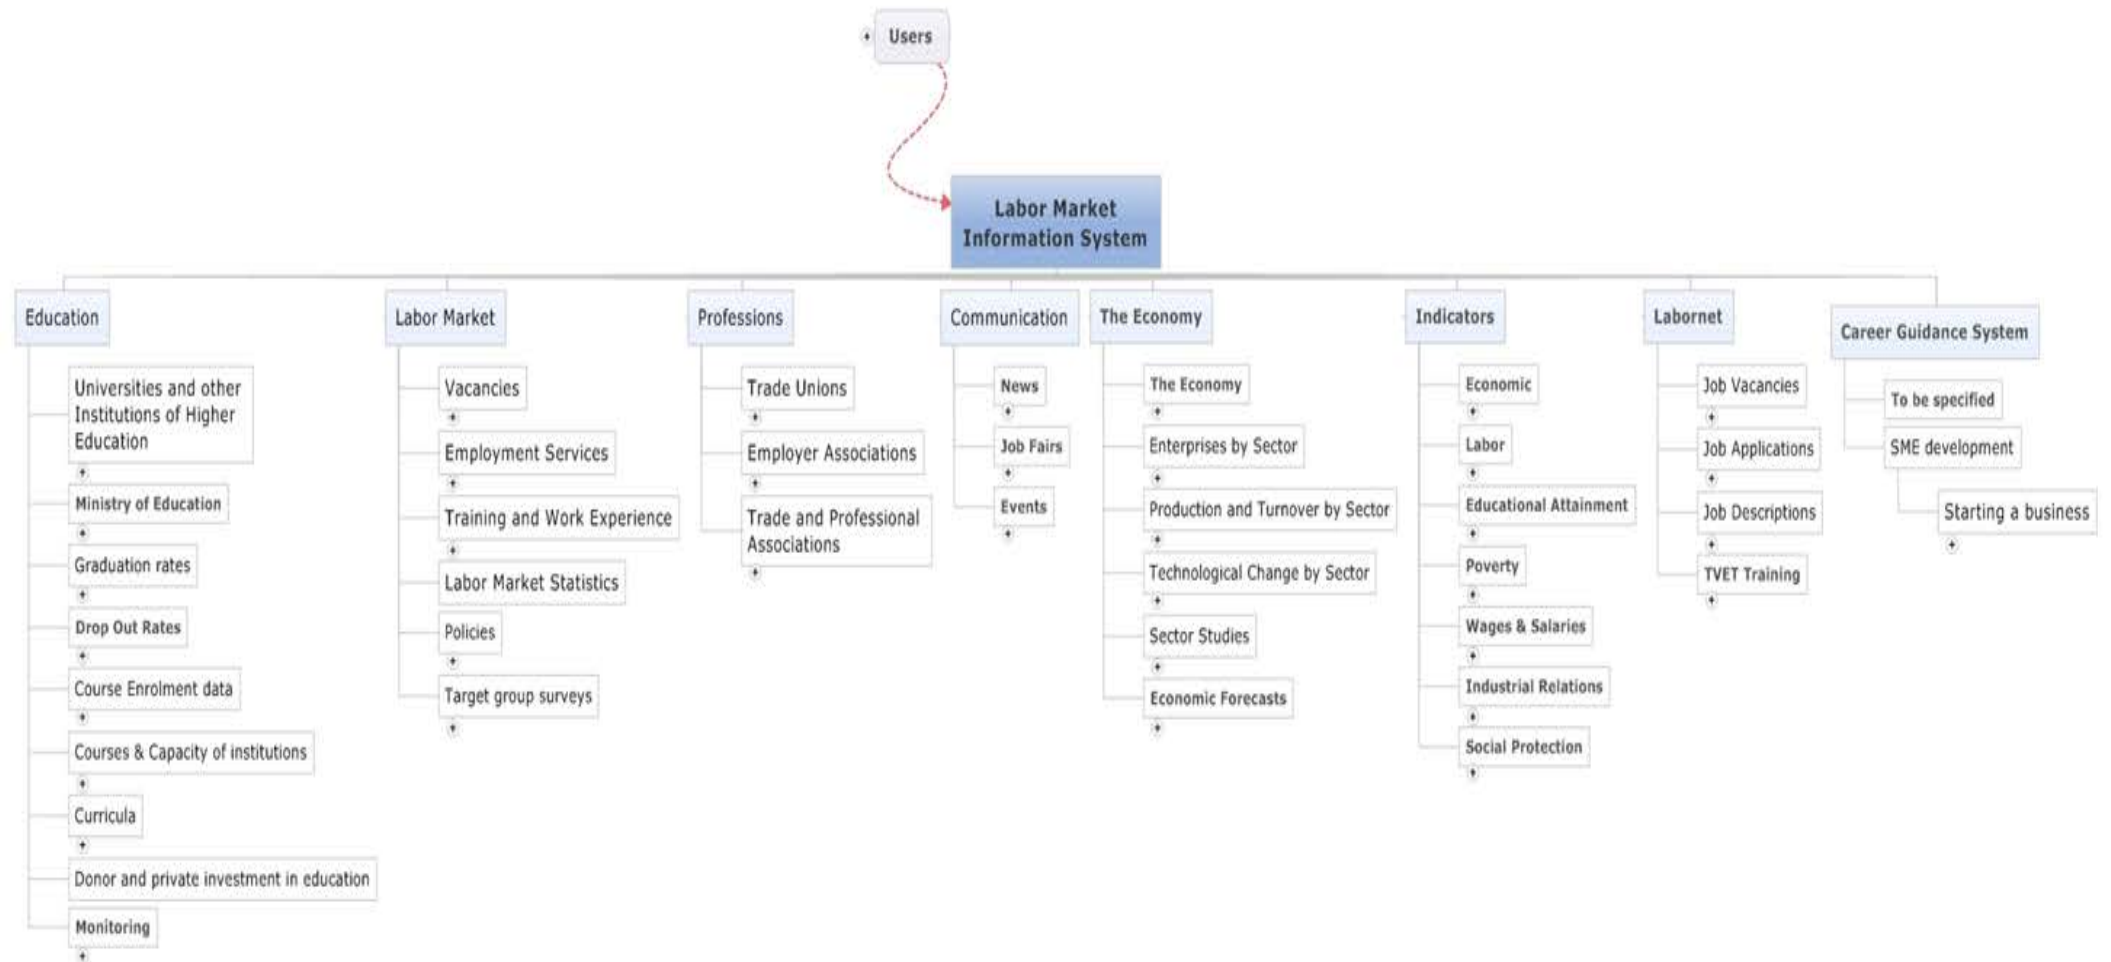 Users
Labor Market
Information System
Education
Universities and other
Institutions of Higher
Education
Ministry of Education
Graduation rates
Drop Out Rates
Course Enrolment data
Courses & Capacity of institutions
Curricula
Donor and private investment in education
Monitoring
Labor Market
Vacancies
Employment Services
Training and Work Experience
Labor Market Statistics
Policies
Target group surveys
Professions
Trade Unions
Employer Associations
Trade and Professional
Associations
Communication
News
Job Fairs
Events
The Economy
The Economy
Enterprises by Sector
Production and Turnover by Sector
Technological Change by Sector
Sector Studies
Economic Forecasts
Indicators
Economic
Labor
Educational Attainment
Poverty
Wages & Salaries
Industrial Relations
Social Protection
Labornet
Job Vacancies
Job Applications
Job Descriptions
TVET Training
Career Guidance System
To be specified
SME development
Starting a business